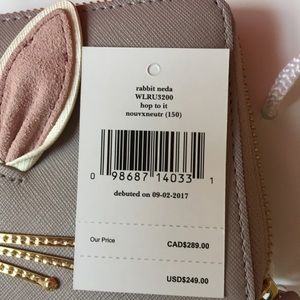 rabbit neda
WLRU3200
hop to it
nouvxneutr (150)
0 98687 14033 1
debuted on 09-02-2017
Our Price CAD$289.00
USD$249.00